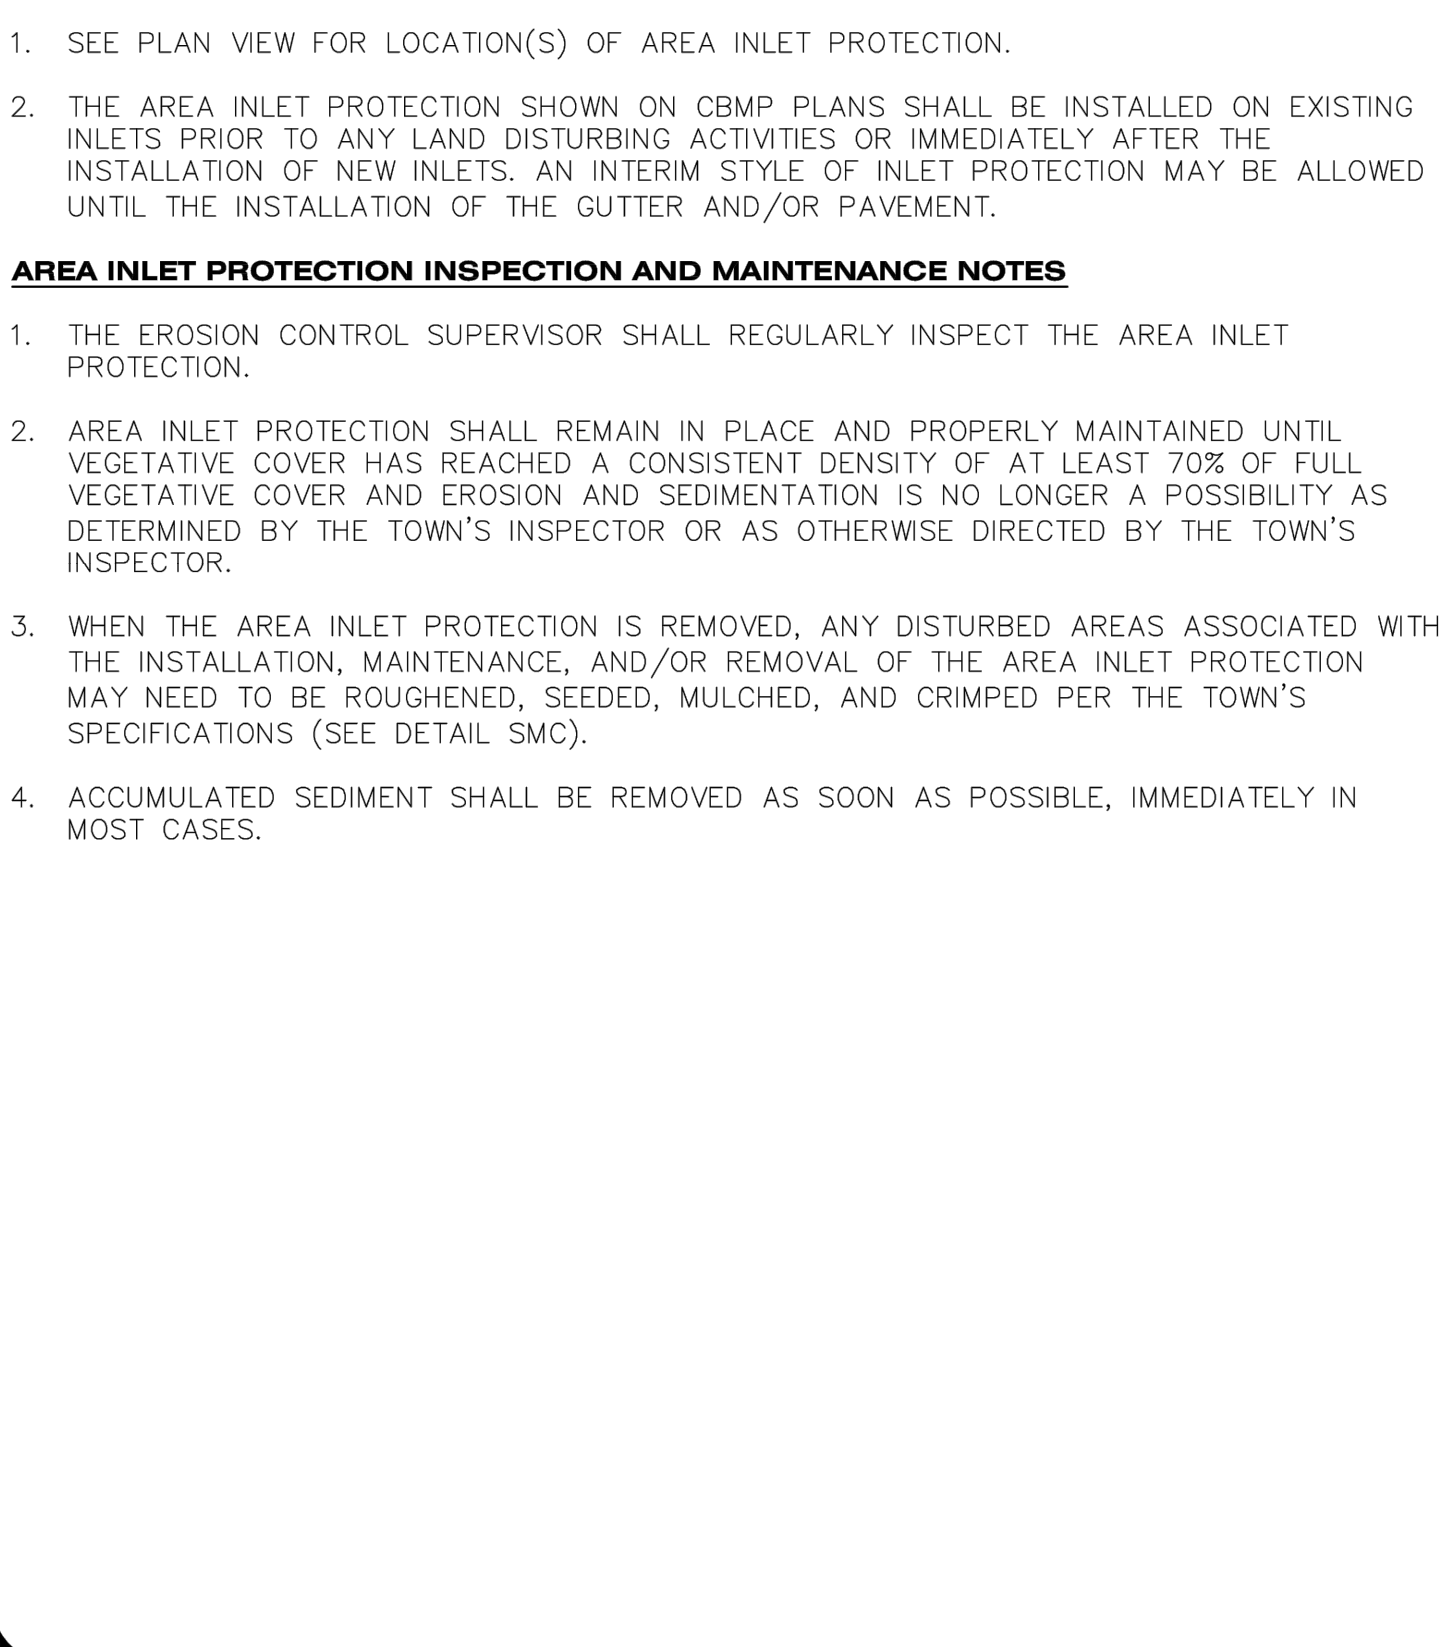 1. SEE PLAN VIEW FOR LOCATION(S) OF AREA INLET PROTECTION.
2. THE AREA INLET PROTECTION SHOWN ON CBMP PLANS SHALL BE INSTALLED ON EXISTING
INLETS PRIOR TO ANY LAND DISTURBING ACTIVITIES OR IMMEDIATELY AFTER THE
INSTALLATION OF NEW INLETS. AN INTERIM STYLE OF INLET PROTECTION MAY BE ALLOWED
UNTIL THE INSTALLATION OF THE GUTTER AND/OR PAVEMENT.
AREA INLET PROTECTION INSPECTION AND MAINTENANCE NOTES
1. THE EROSION CONTROL SUPERVISOR SHALL REGULARLY INSPECT THE AREA INLET
PROTECTION.
2. AREA INLET PROTECTION SHALL REMAIN IN PLACE AND PROPERLY MAINTAINED UNTIL
VEGETATIVE COVER HAS REACHED A CONSISTENT DENSITY OF AT LEAST 70% OF FULL
VEGETATIVE COVER AND EROSION AND SEDIMENTATION IS NO LONGER A POSSIBILITY AS
DETERMINED BY THE TOWN'S INSPECTOR OR AS OTHERWISE DIRECTED BY THE TOWN'S
INSPECTOR.
3. WHEN THE AREA INLET PROTECTION IS REMOVED, ANY DISTURBED AREAS ASSOCIATED WITH
THE INSTALLATION, MAINTENANCE, AND/OR REMOVAL OF THE AREA INLET PROTECTION
MAY NEED TO BE ROUGHENED, SEEDED, MULCHED, AND CRIMPED PER THE TOWN'S
SPECIFICATIONS (SEE DETAIL SMC).
4. ACCUMULATED SEDIMENT SHALL BE REMOVED AS SOON AS POSSIBLE, IMMEDIATELY IN
MOST CASES.